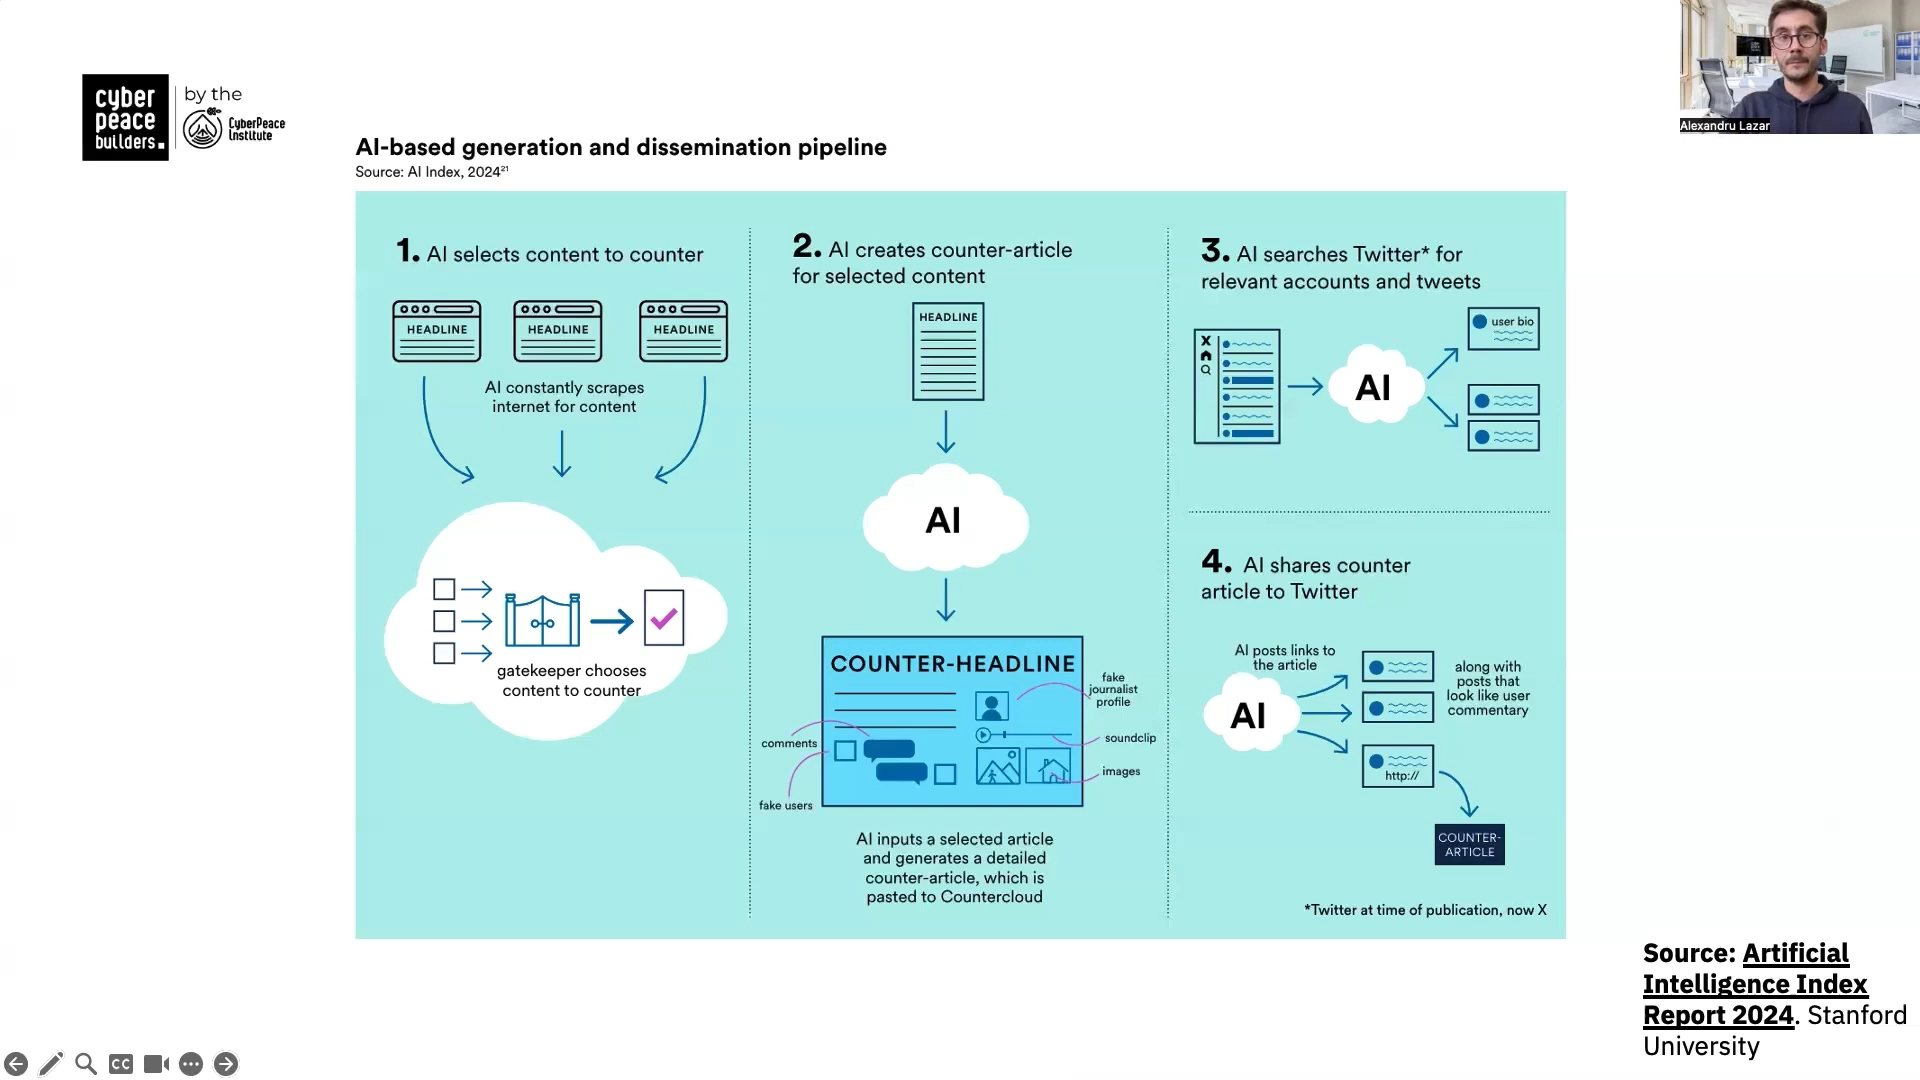 cyber
peace
builders.
by the
CyberPeace
Institute
Alexandru Lazar
AI-based generation and dissemination pipeline
Source: AI Index, 2024²¹
1. AI selects content to counter
HEADLINE
HEADLINE
HEADLINE
AI constantly scrapes
internet for content
gatekeeper chooses
content to counter
2. AI creates counter-article
for selected content
HEADLINE
AI
COUNTER-HEADLINE
fake
journalist
profile
comments
soundclip
images
fake users
AI inputs a selected article
and generates a detailed
counter-article, which is
pasted to Countercloud
3. AI searches Twitter* for
relevant accounts and tweets
X
user bio
AI
4. AI shares counter
article to Twitter
AI posts links to
the article
AI
along with
posts that
look like user
commentary
http://
COUNTER-
ARTICLE
*Twitter at time of publication, now X
Source: Artificial
Intelligence Index
Report 2024. Stanford
University
CC